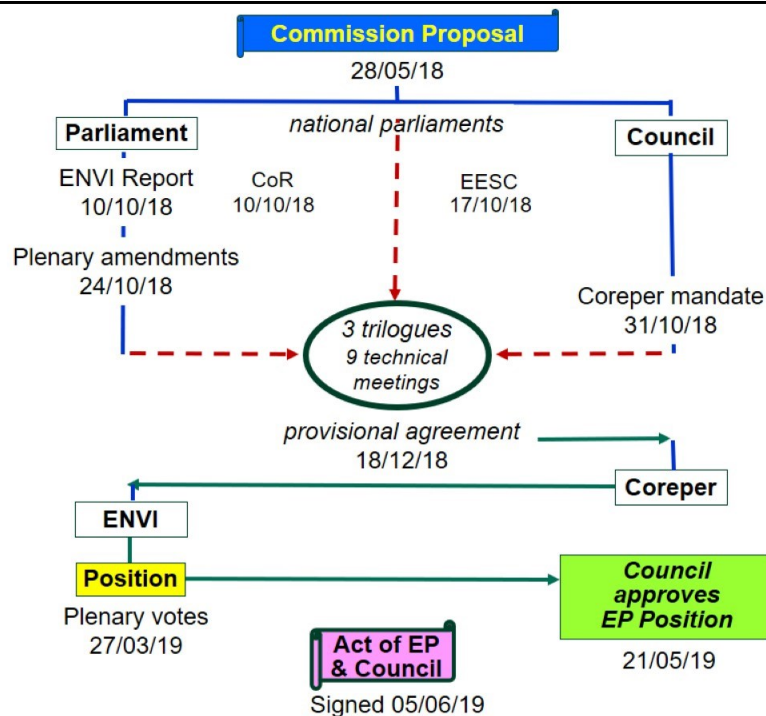 Commission Proposal
28/05/18
Parliament
national parliaments
Council
ENVI Report
10/10/18
CoR
10/10/18
EESC
17/10/18
Plenary amendments
24/10/18
Coreper mandate
31/10/18
3 trilogues
9 technical
meetings
provisional agreement
18/12/18
Coreper
ENVI
Position
Plenary votes
27/03/19
Council
approves
EP Position
21/05/19
Act of EP
& Council
Signed 05/06/19